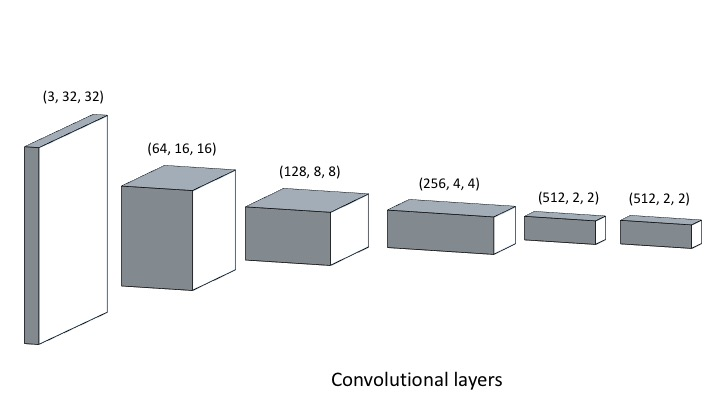 (3, 32, 32)
(64, 16, 16)
(128, 8, 8)
(256, 4, 4)
(512, 2, 2)
(512, 2, 2)
Convolutional layers